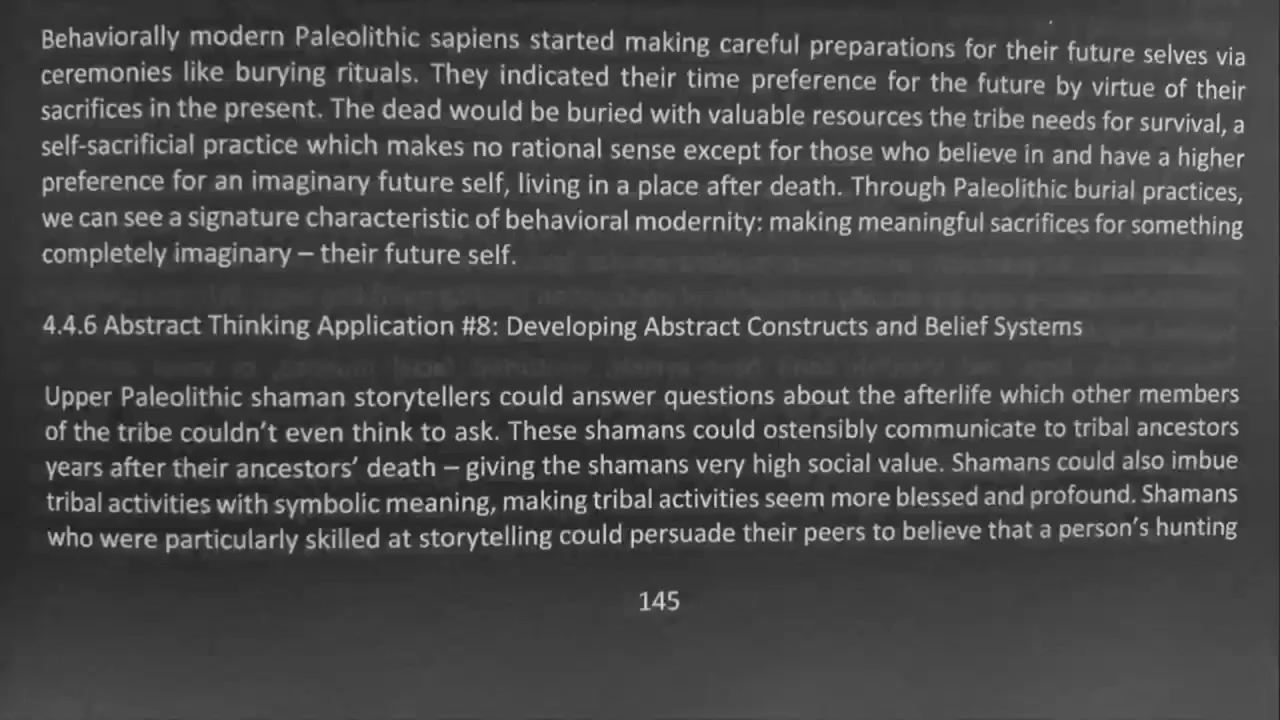 Behaviorally modern Paleolithic sapiens started making careful preparations for their future selves via
ceremonies like burying rituals. They indicated their time preference for the future by virtue of their
sacrifices in the present. The dead would be buried with valuable resources the tribe needs for survival, a
self-sacrificial practice which makes no rational sense except for those who believe in and have a higher
preference for an imaginary future self, living in a place after death. Through Paleolithic burial practices,
we can see a signature characteristic of behavioral modernity: making meaningful sacrifices for something
completely imaginary – their future self.
4.4.6 Abstract Thinking Application #8: Developing Abstract Constructs and Belief Systems
Upper Paleolithic shaman storytellers could answer questions about the afterlife which other members
of the tribe couldn't even think to ask. These shamans could ostensibly communicate to tribal ancestors
years after their ancestors' death – giving the shamans very high social value. Shamans could also imbue
tribal activities with symbolic meaning, making tribal activities seem more blessed and profound. Shamans
who were particularly skilled at storytelling could persuade their peers to believe that a person's hunting
145